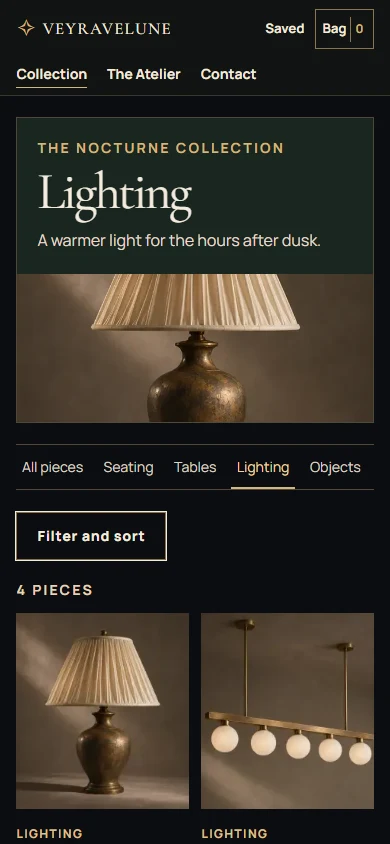 VEYRAVELUNE
Saved
Bag 0
Collection The Atelier Contact
THE NOCTURNE COLLECTION
Lighting
A warmer light for the hours after dusk.
All pieces Seating Tables Lighting Objects
Filter and sort
4 PIECES
LIGHTING LIGHTING